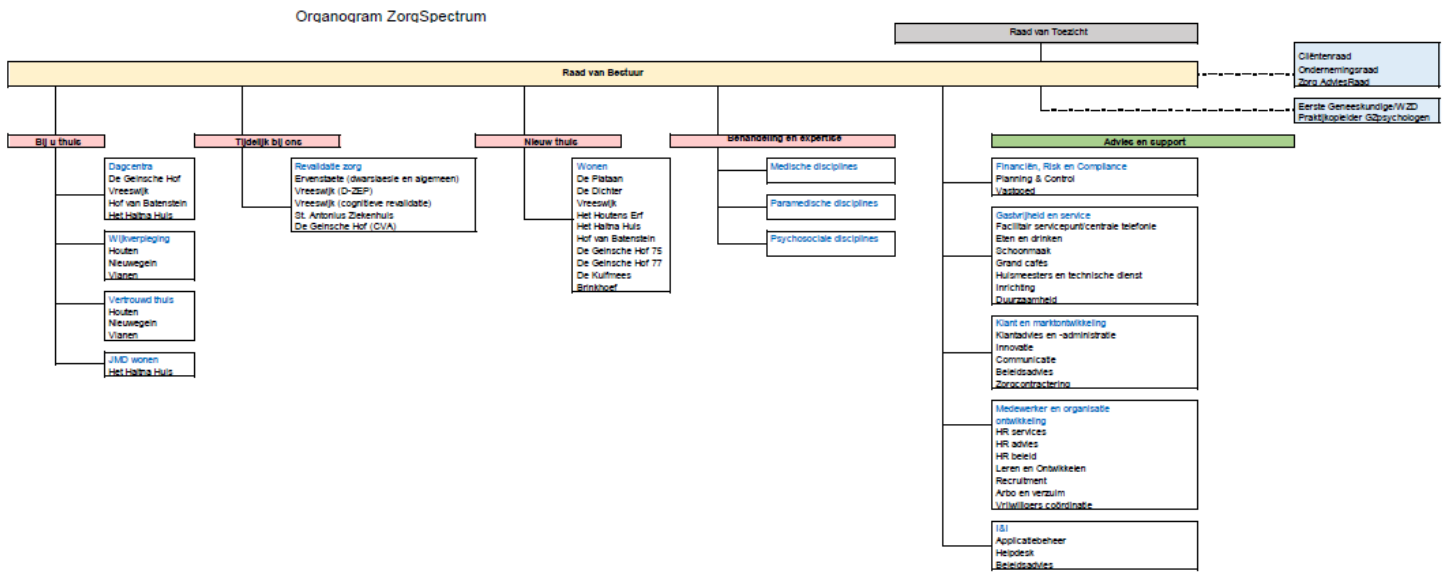 Organogram ZorgSpectrum
Raad van Toezicht
Cliëntenraad
Ondernemingsraad
Zorg AdviesRaad
Raad van Bestuur
Eerste Geneeskundige/WZD
Praktijkopleider GZpsychologen
Bij u thuis
Tijdelijk bij ons
Nieuw thuis
Behandeling en expertise
Advies en support
Dagcentra
De Geinsche Hof
Vreeswijk
Hof van Batenstein
Het Haltna Huis
Wijkverpleging
Houten
Nieuwegein
Vianen
Vertrouwd thuis
Houten
Nieuwegein
Vianen
JMD wonen
Het Haltna Huis
Revalidatie zorg
Ervenstaete (dwarslaesie en algemeen)
Vreeswijk (D-ZEP)
Vreeswijk (cognitieve revalidatie)
St. Antonius Ziekenhuis
De Geinsche Hof (CVA)
Wonen
De Plataan
De Dichter
Vreeswijk
Het Houtens Erf
Het Haltna Huis
Hof van Batenstein
De Geinsche Hof 75
De Geinsche Hof 77
De Kulfmees
Brinkhoef
Medische disciplines
Paramedische disciplines
Psychosociale disciplines
Financiën, Risk en Compliance
Planning & Control
Vastgoed
Gastvrijheid en service
Facilitair servicepunt/centrale telefonie
Eten en drinken
Schoonmaak
Grand cafés
Huismeesters en technische dienst
Inrichting
Duurzaamheid
Klant en marktontwikkeling
Klantadvies en -administratie
Innovatie
Communicatie
Beleidsadvies
Zorgcontractering
Medewerker en organisatie
ontwikkeling
HR services
HR advies
HR beleid
Leren en Ontwikkelen
Recruitment
Arbo en verzuim
Vrijwilligers coördinatie
I&I
Applicatiebeheer
Helpdesk
Beleidsadvies